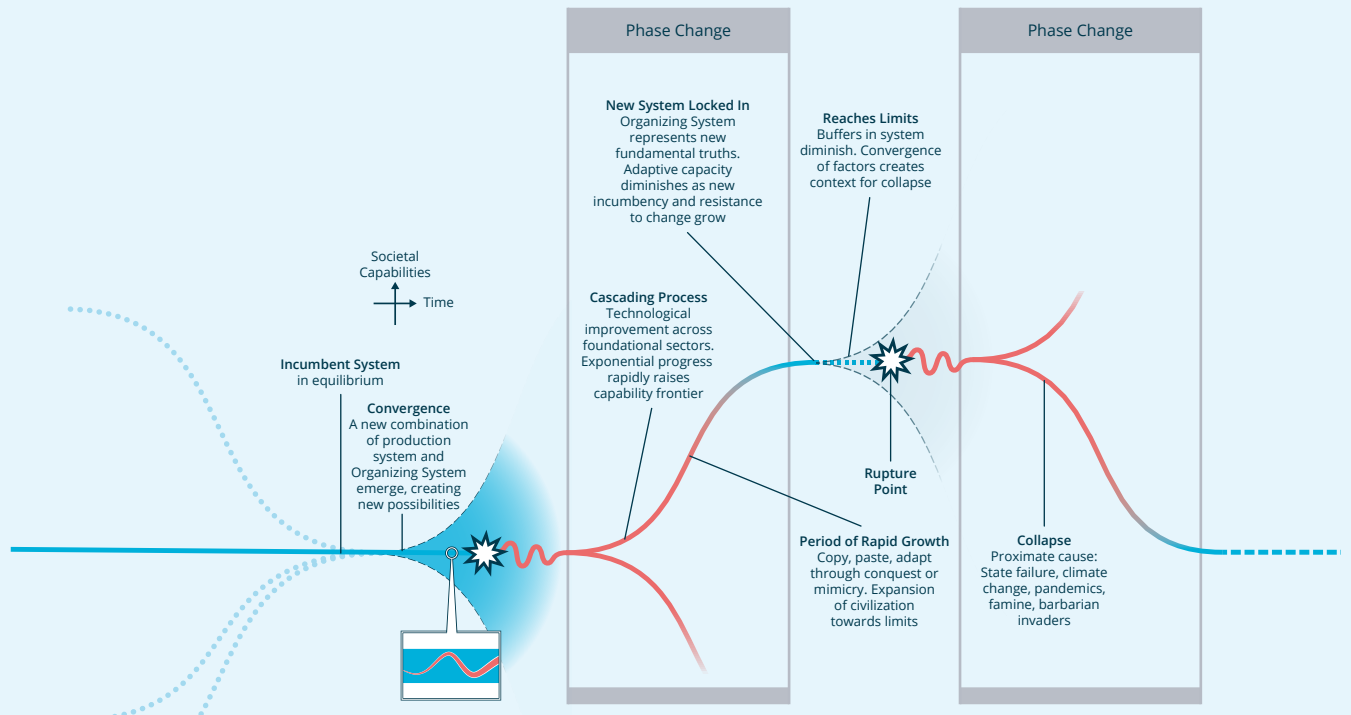 Phase Change
Phase Change
New System Locked In
Organizing System
represents new
fundamental truths.
Adaptive capacity
diminishes as new
incumbency and resistance
to change grow
Reaches Limits
Buffers in system
diminish. Convergence
of factors creates
context for collapse
Societal
Capabilities
Time
Cascading Process
Technological
improvement across
foundational sectors.
Exponential progress
rapidly raises
capability frontier
Incumbent System
in equilibrium
Convergence
A new combination
of production
system and
Organizing System
emerge, creating
new possibilities
Rupture
Point
Period of Rapid Growth
Copy, paste, adapt
through conquest or
mimicry. Expansion
of civilization
towards limits
Collapse
Proximate cause:
State failure, climate
change, pandemics,
famine, barbarian
invaders